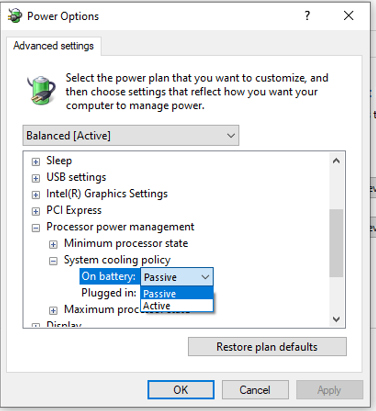 Power Options
?
Advanced settings
Select the power plan that you want to customize, and
then choose settings that reflect how you want your
computer to manage power.
Balanced [Active]
Sleep
USB settings
Intel(R) Graphics Settings
PCI Express
Processor power management
Minimum processor state
System cooling policy
On battery: Passive
Plugged in: Passive
Active
Maximum
Display
Restore plan defaults
OK Cancel Apply